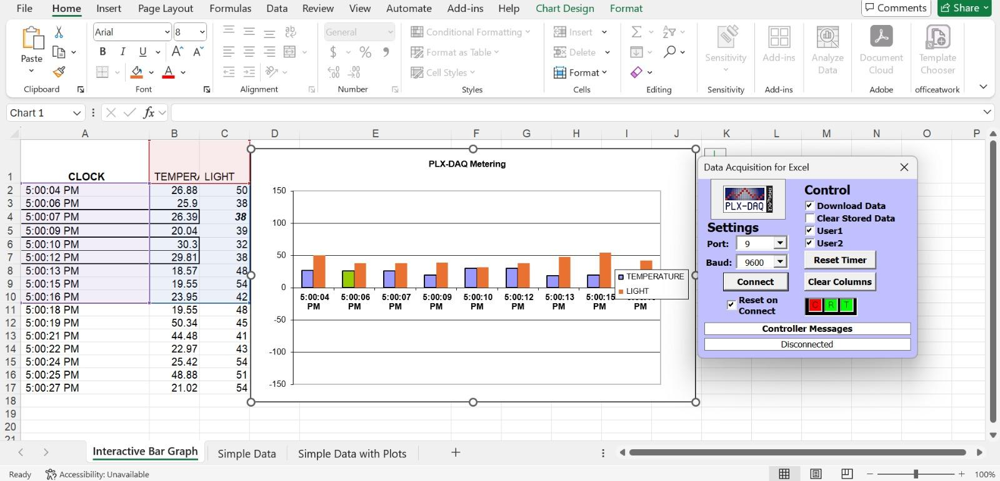 File Home Insert Page Layout Formulas Data Review View Automate Add-ins Help Chart Design Format Comments Share
Paste
Clipboard
Arial 8
B I U A A
Font
ab
Alignment
General
$ % 9
.00
.00
Number
Conditional Formatting
Format as Table
Cell Styles
Styles
Insert
Delete
Format
Cells
Editing
Sensitivity
Sensitivity
Add-ins
Add-ins
Analyze
Data
Document
Cloud
Adobe
Template
Chooser
officeatwork
Chart 1 fx
A B C D E F G H I J K L M N O P
1 CLOCK TEMPERA LIGHT
2 5:00:04 PM 26.88 50
3 5:00:06 PM 25.9 38
4 5:00:07 PM 26.39 38
5 5:00:09 PM 20.04 39
6 5:00:10 PM 30.3 32
7 5:00:12 PM 29.81 38
8 5:00:13 PM 18.57 48
9 5:00:15 PM 19.55 54
10 5:00:16 PM 23.95 42
11 5:00:18 PM 19.55 48
12 5:00:19 PM 50.34 45
13 5:00:21 PM 44.48 41
14 5:00:22 PM 22.97 43
15 5:00:24 PM 25.42 54
16 5:00:25 PM 48.88 51
17 5:00:27 PM 21.02 54
18
19
20
21
PLX-DAQ Metering
150
100
50
0
-50
-100
-150
5:00:04 5:00:06 5:00:07 5:00:09 5:00:10 5:00:12 5:00:13 5:00:15
PM PM PM PM PM PM PM PM PM
TEMPERATURE
LIGHT
Data Acquisition for Excel
PLX-DAQ
PARALLAX
Settings
Port: 9
Baud: 9600
Connect
Reset on
Connect
Control
Download Data
Clear Stored Data
User1
User2
Reset Timer
Clear Columns
C R T
Controller Messages
Disconnected
Interactive Bar Graph Simple Data Simple Data with Plots +
Ready Accessibility: Unavailable 100%